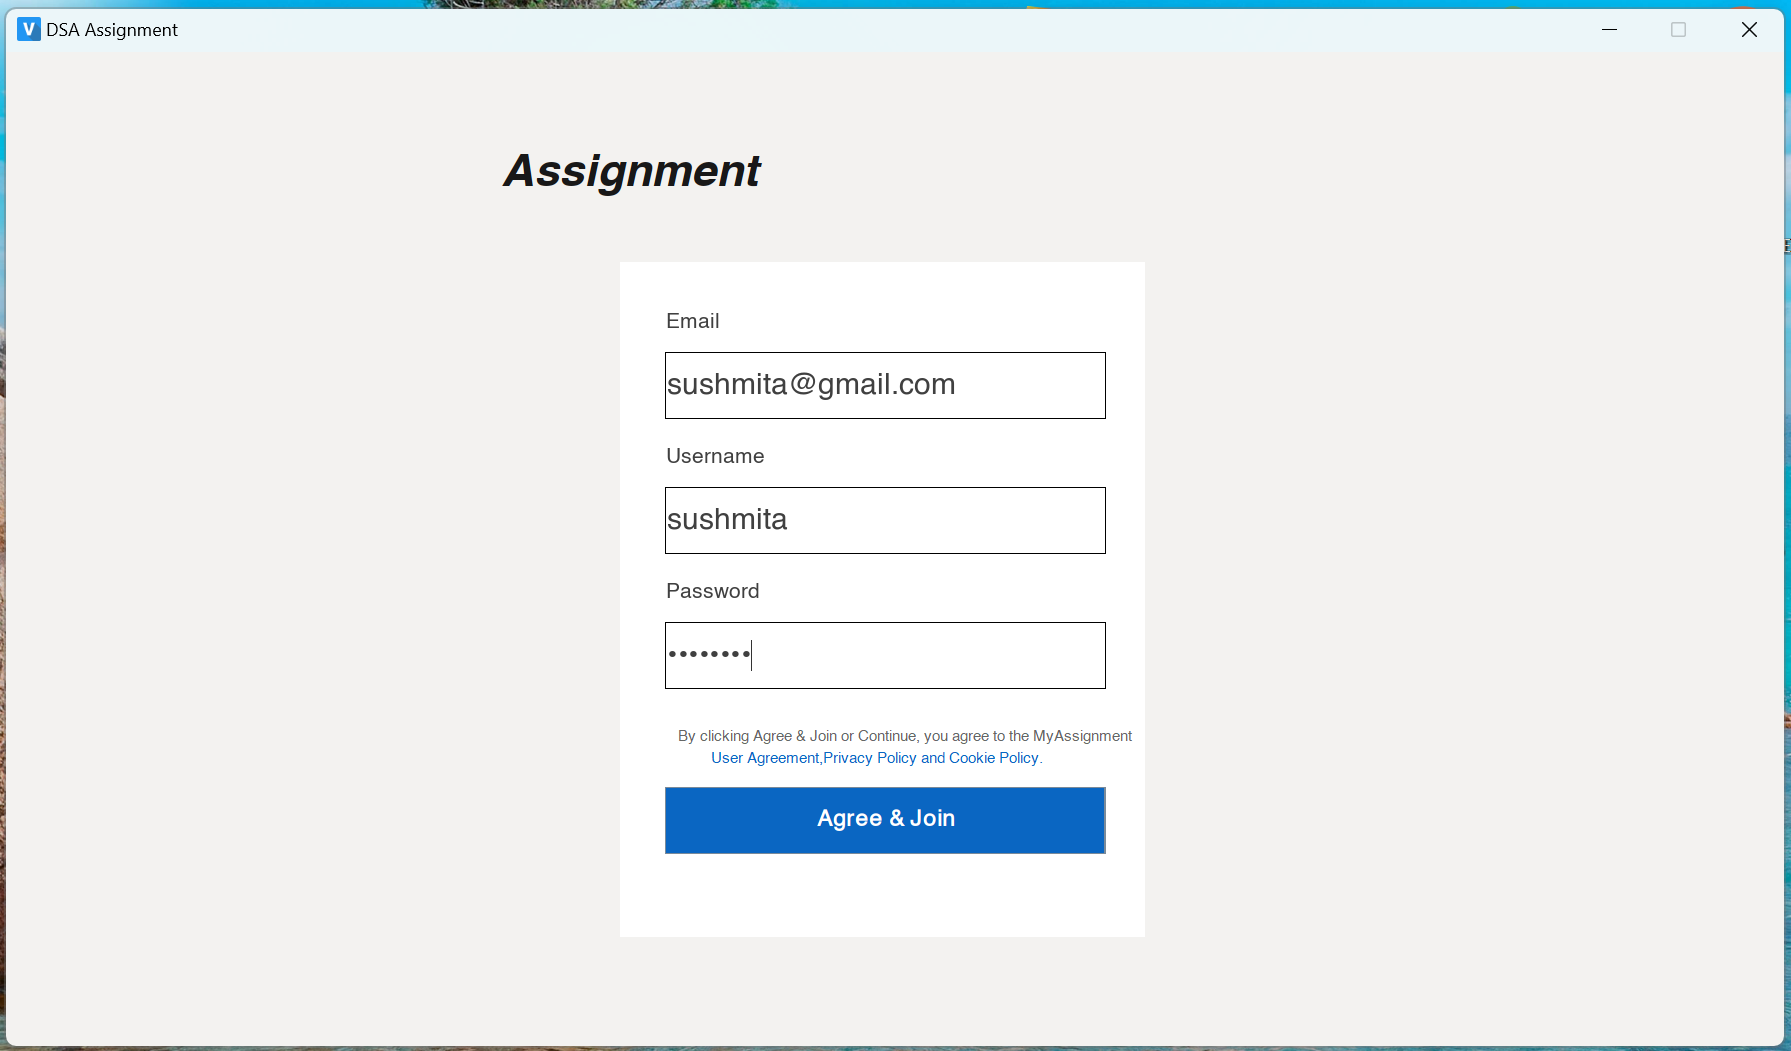 V DSA Assignment
Assignment
Email
sushmita@gmail.com
Username
sushmita
Password
••••••••
By clicking Agree & Join or Continue, you agree to the MyAssignment
User Agreement,Privacy Policy and Cookie Policy.
Agree & Join